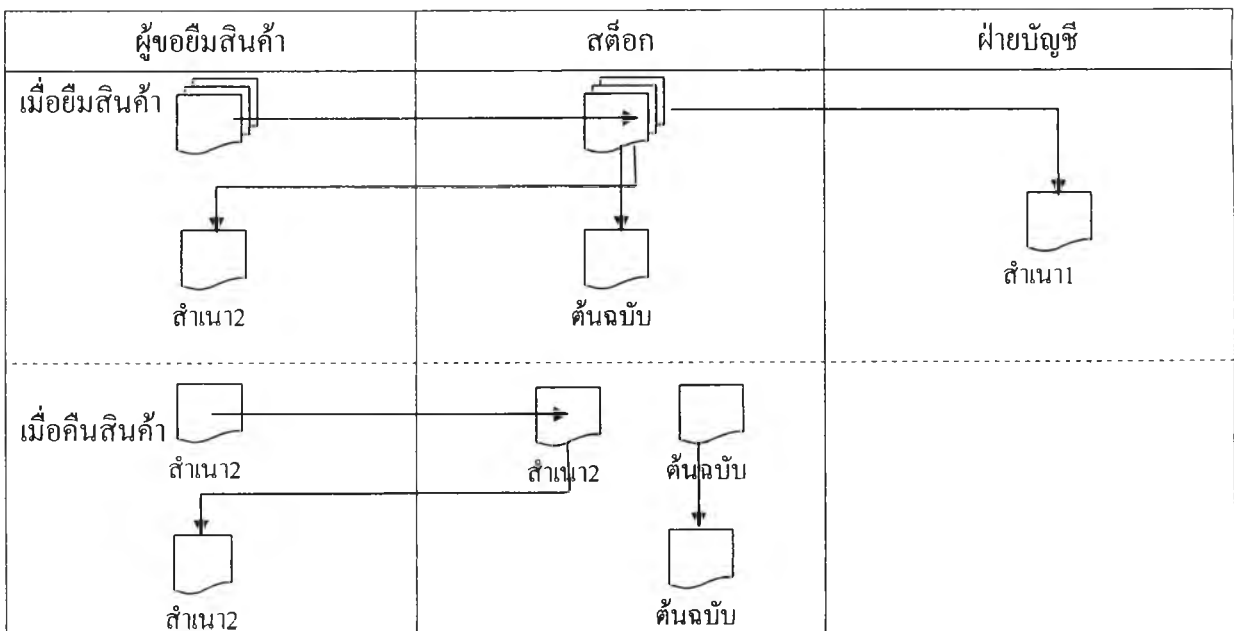 ผู้ขอยืมสินค้า
สต็อก
ฝ่ายบัญชี
เมื่อยืมสินค้า
สำเนา1
สำเนา2
ต้นฉบับ
เมื่อคืนสินค้า
สำเนา2
สำเนา2
ต้นฉบับ
สำเนา2
ต้นฉบับ